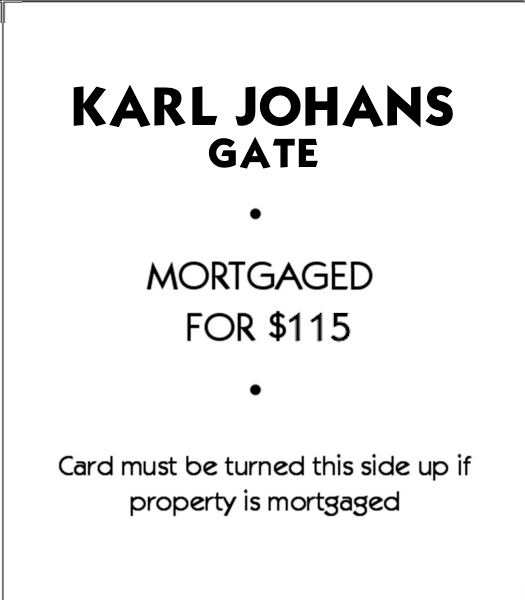 KARL JOHANS
GATE
•
MORTGAGED
FOR $115
•
Card must be turned this side up if
property is mortgaged